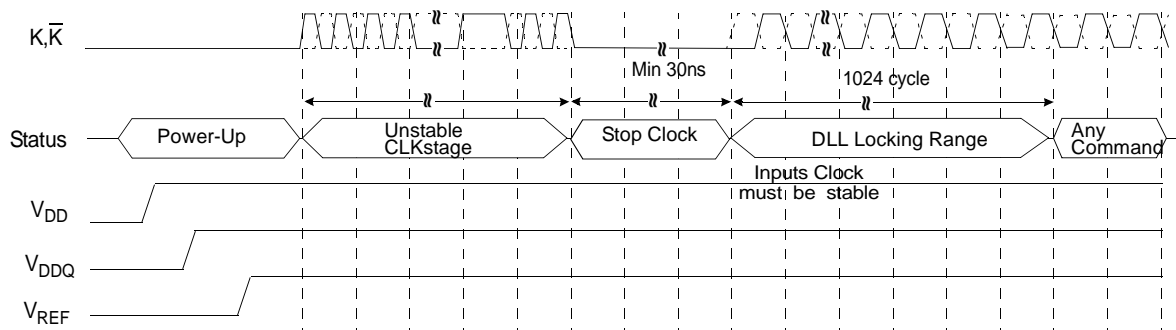 K,K̅
Min 30ns
1024 cycle
Status
Power-Up
Unstable
CLKstage
Stop Clock
DLL Locking Range
Any
Command
Inputs Clock
must be stable
VDD
VDDQ
VREF